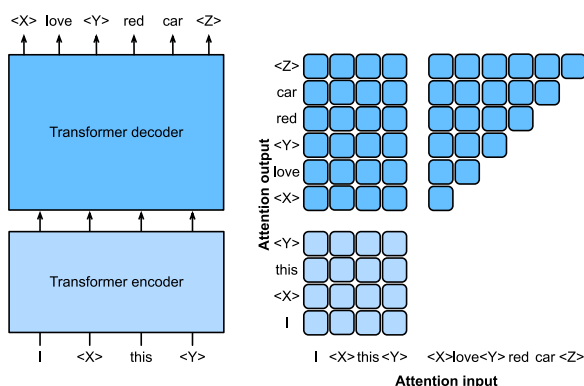 <X> love <Y> red car <Z>
Transformer decoder
Transformer encoder
I <X> this <Y>
Attention output
<Z>
car
red
<Y>
love
<X>
<Y>
this
<X>
I
I <X> this <Y> <X> love <Y> red car <Z>
Attention input